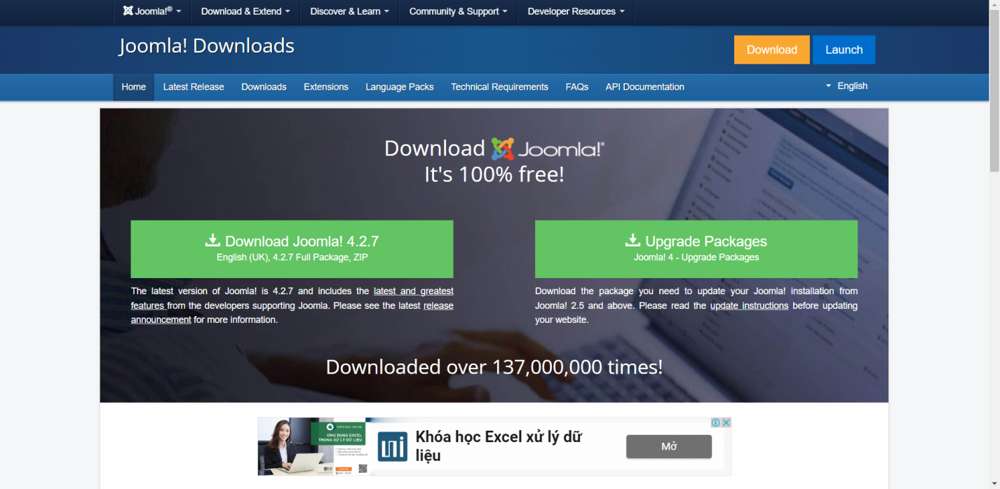 Joomla!®
Download & Extend
Discover & Learn
Community & Support
Developer Resources
Joomla! Downloads
Download
Launch
Home
Latest Release
Downloads
Extensions
Language Packs
Technical Requirements
FAQs
API Documentation
English
Download Joomla!®
It's 100% free!
Download Joomla! 4.2.7
English (UK), 4.2.7 Full Package, ZIP
The latest version of Joomla! is 4.2.7 and includes the latest and greatest
features from the developers supporting Joomla. Please see the latest release
announcement for more information.
Upgrade Packages
Joomla! 4 - Upgrade Packages
Download the package you need to update your Joomla! installation from
Joomla! 2.5 and above. Please read the update instructions before updating
your website.
Downloaded over 137,000,000 times!
KHÓA HỌC ONLINE
ỨNG DỤNG EXCEL
TRONG XỬ LÝ DỮ LIỆU
Khóa học Excel xử lý dữ
liệu
Mở